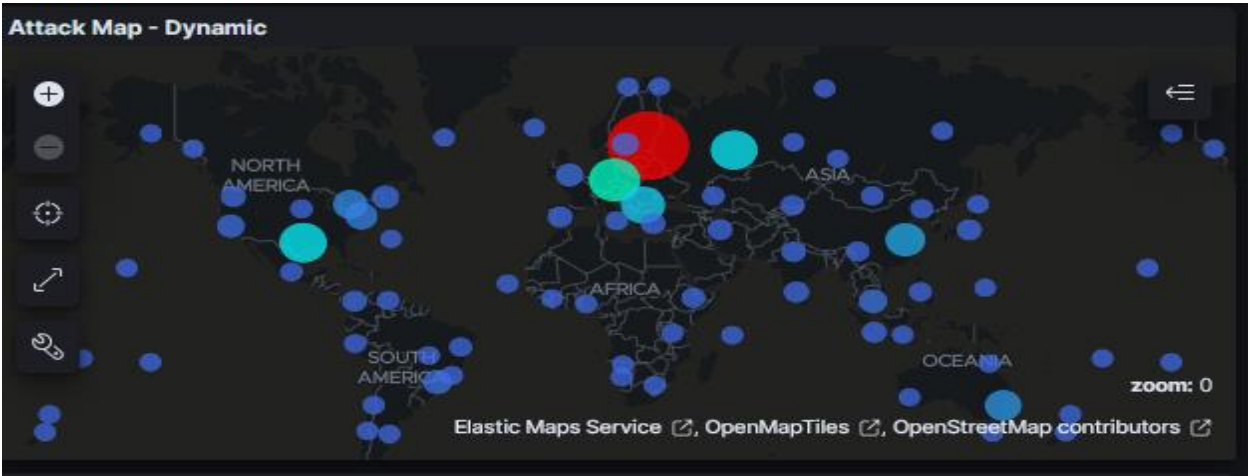 Attack Map - Dynamic
NORTH
AMERICA
ASIA
AFRICA
SOUTH
AMERICA
OCEANIA
zoom: 0
Elastic Maps Service , OpenMapTiles , OpenStreetMap contributors